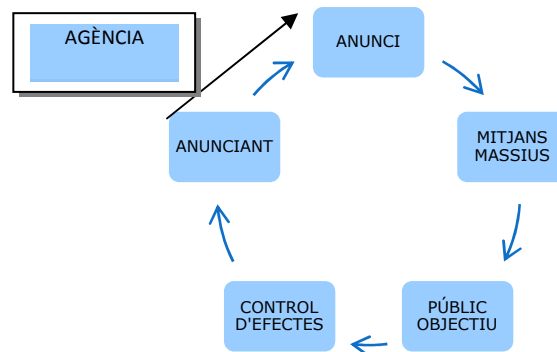 AGÈNCIA
ANUNCI
ANUNCIANT
MITJANS
MASSIUS
CONTROL
D'EFECTES
PÚBLIC
OBJECTIU